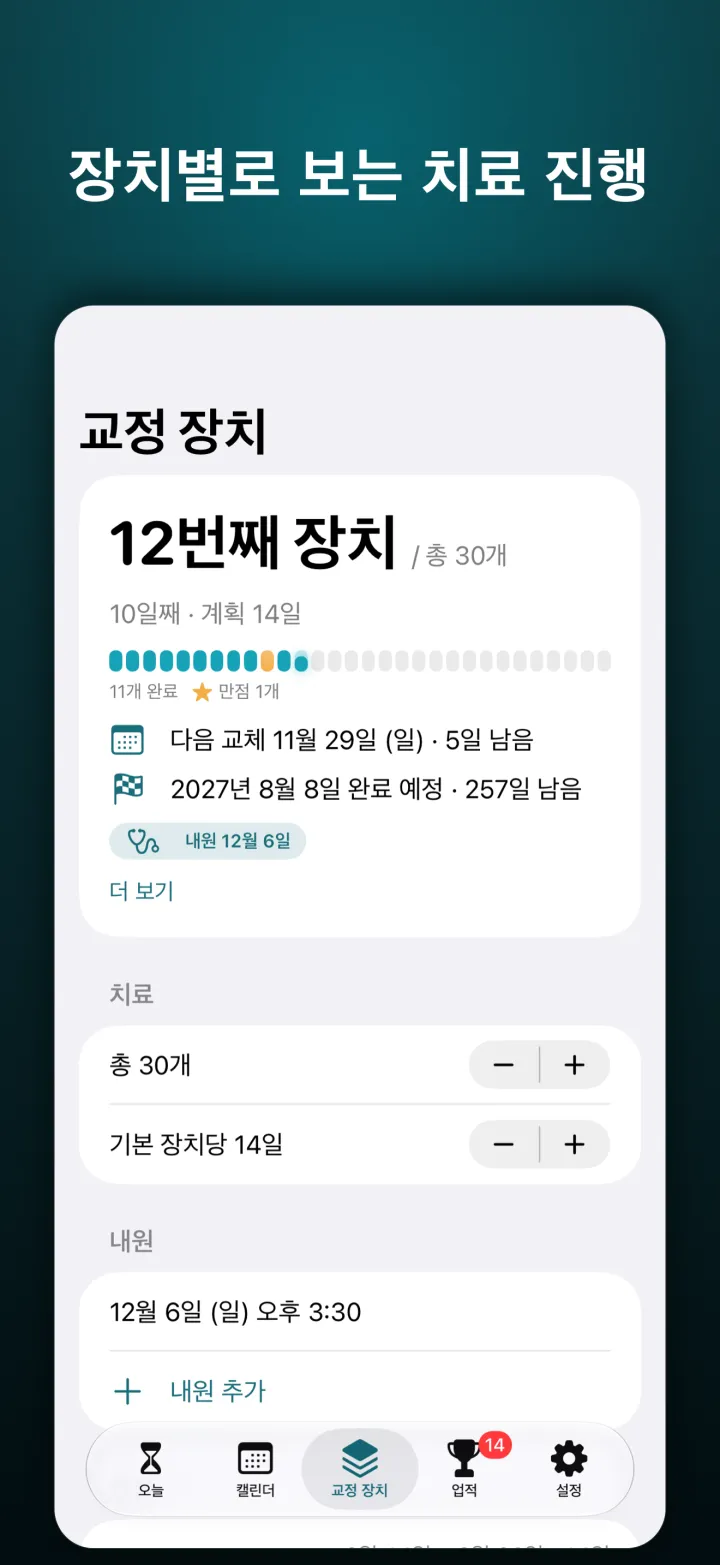 장치별로 보는 치료 진행
교정 장치
12번째 장치 / 총 30개
10일째 · 계획 14일
11개 완료 만점 1개
다음 교체 11월 29일 (일) · 5일 남음
2027년 8월 8일 완료 예정 · 257일 남음
내원 12월 6일
더 보기
치료
총 30개
기본 장치당 14일
내원
12월 6일 (일) 오후 3:30
내원 추가
14
오늘 캘린더 교정 장치 업적 설정